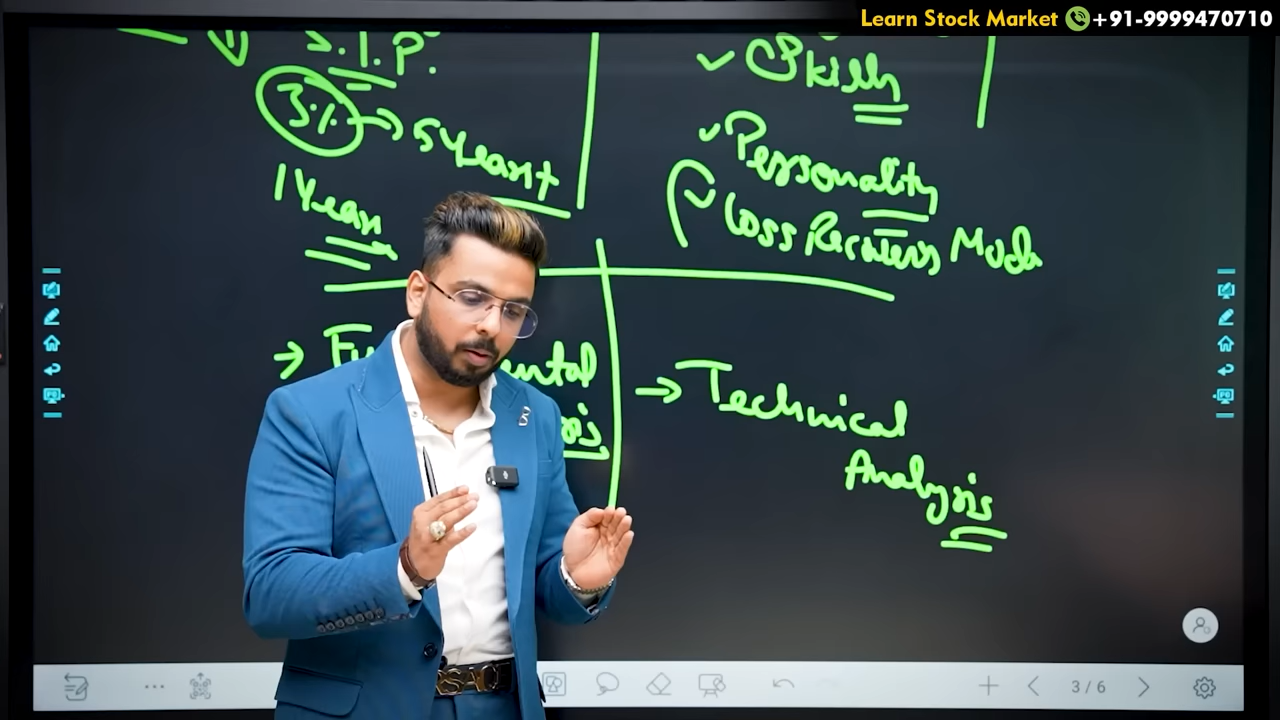 Learn Stock Market +91-9999470710
S.I.P.
3%
5 Year+
1 Year
Skills
Personality
Loss Recovery Mode
Technical
Analysis
3 / 6